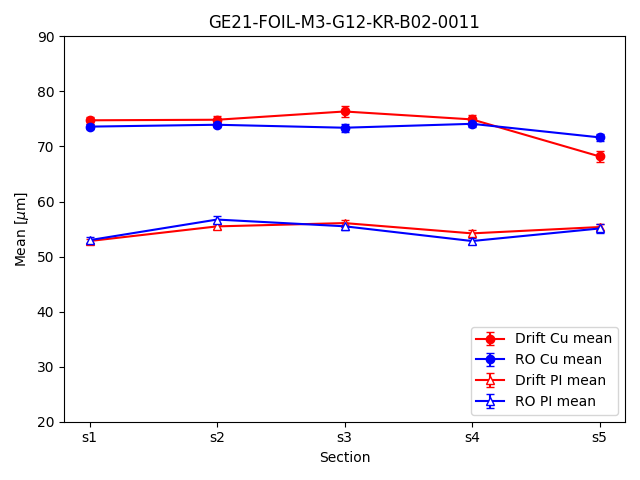 GE21-FOIL-M3-G12-KR-B02-0011
90
80
70
60
50
40
30
20
Mean [μm]
s1 s2 s3 s4 s5
Section
Drift Cu mean
RO Cu mean
Drift PI mean
RO PI mean